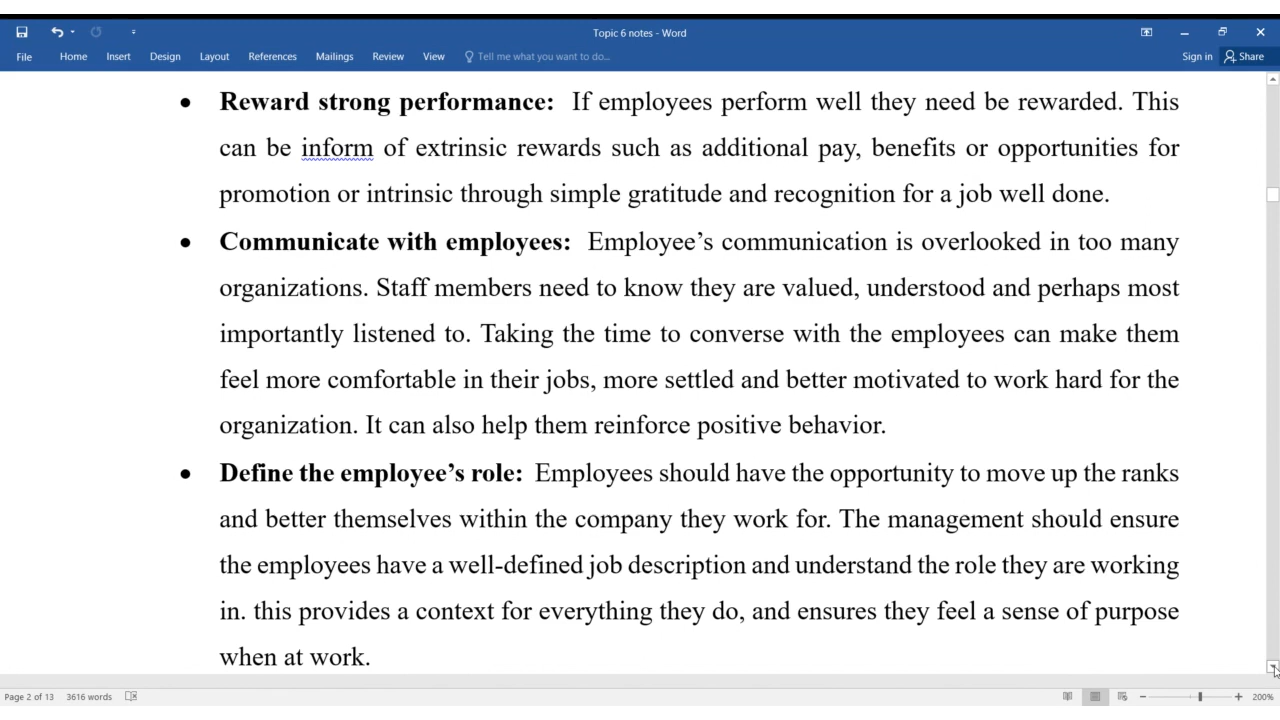 Topic 6 notes - Word
File Home Insert Design Layout References Mailings Review View Tell me what you want to do... Sign in Share
• Reward strong performance: If employees perform well they need be rewarded. This
can be inform of extrinsic rewards such as additional pay, benefits or opportunities for
promotion or intrinsic through simple gratitude and recognition for a job well done.
• Communicate with employees: Employee’s communication is overlooked in too many
organizations. Staff members need to know they are valued, understood and perhaps most
importantly listened to. Taking the time to converse with the employees can make them
feel more comfortable in their jobs, more settled and better motivated to work hard for the
organization. It can also help them reinforce positive behavior.
• Define the employee’s role: Employees should have the opportunity to move up the ranks
and better themselves within the company they work for. The management should ensure
the employees have a well-defined job description and understand the role they are working
in. this provides a context for everything they do, and ensures they feel a sense of purpose
when at work.
Page 2 of 13 3616 words 200%